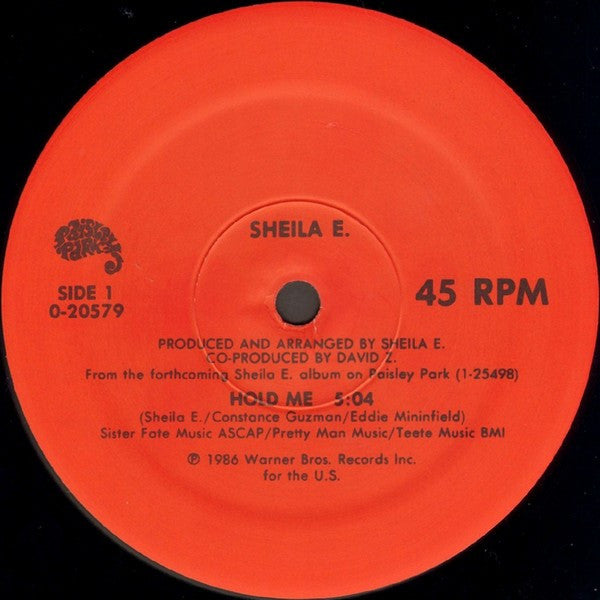 SHEILA E.
PAISLEY
PARK
SIDE 1
0-20579
45 RPM
PRODUCED AND ARRANGED BY SHEILA E.
CO-PRODUCED BY DAVID Z.
From the forthcoming Sheila E. album on Paisley Park (1-25498)
HOLD ME 5:04
(Sheila E./Constance Guzman/Eddie Mininfield)
Sister Fate Music ASCAP/Pretty Man Music/Teete Music BMI
℗ 1986 Warner Bros. Records Inc.
for the U.S.